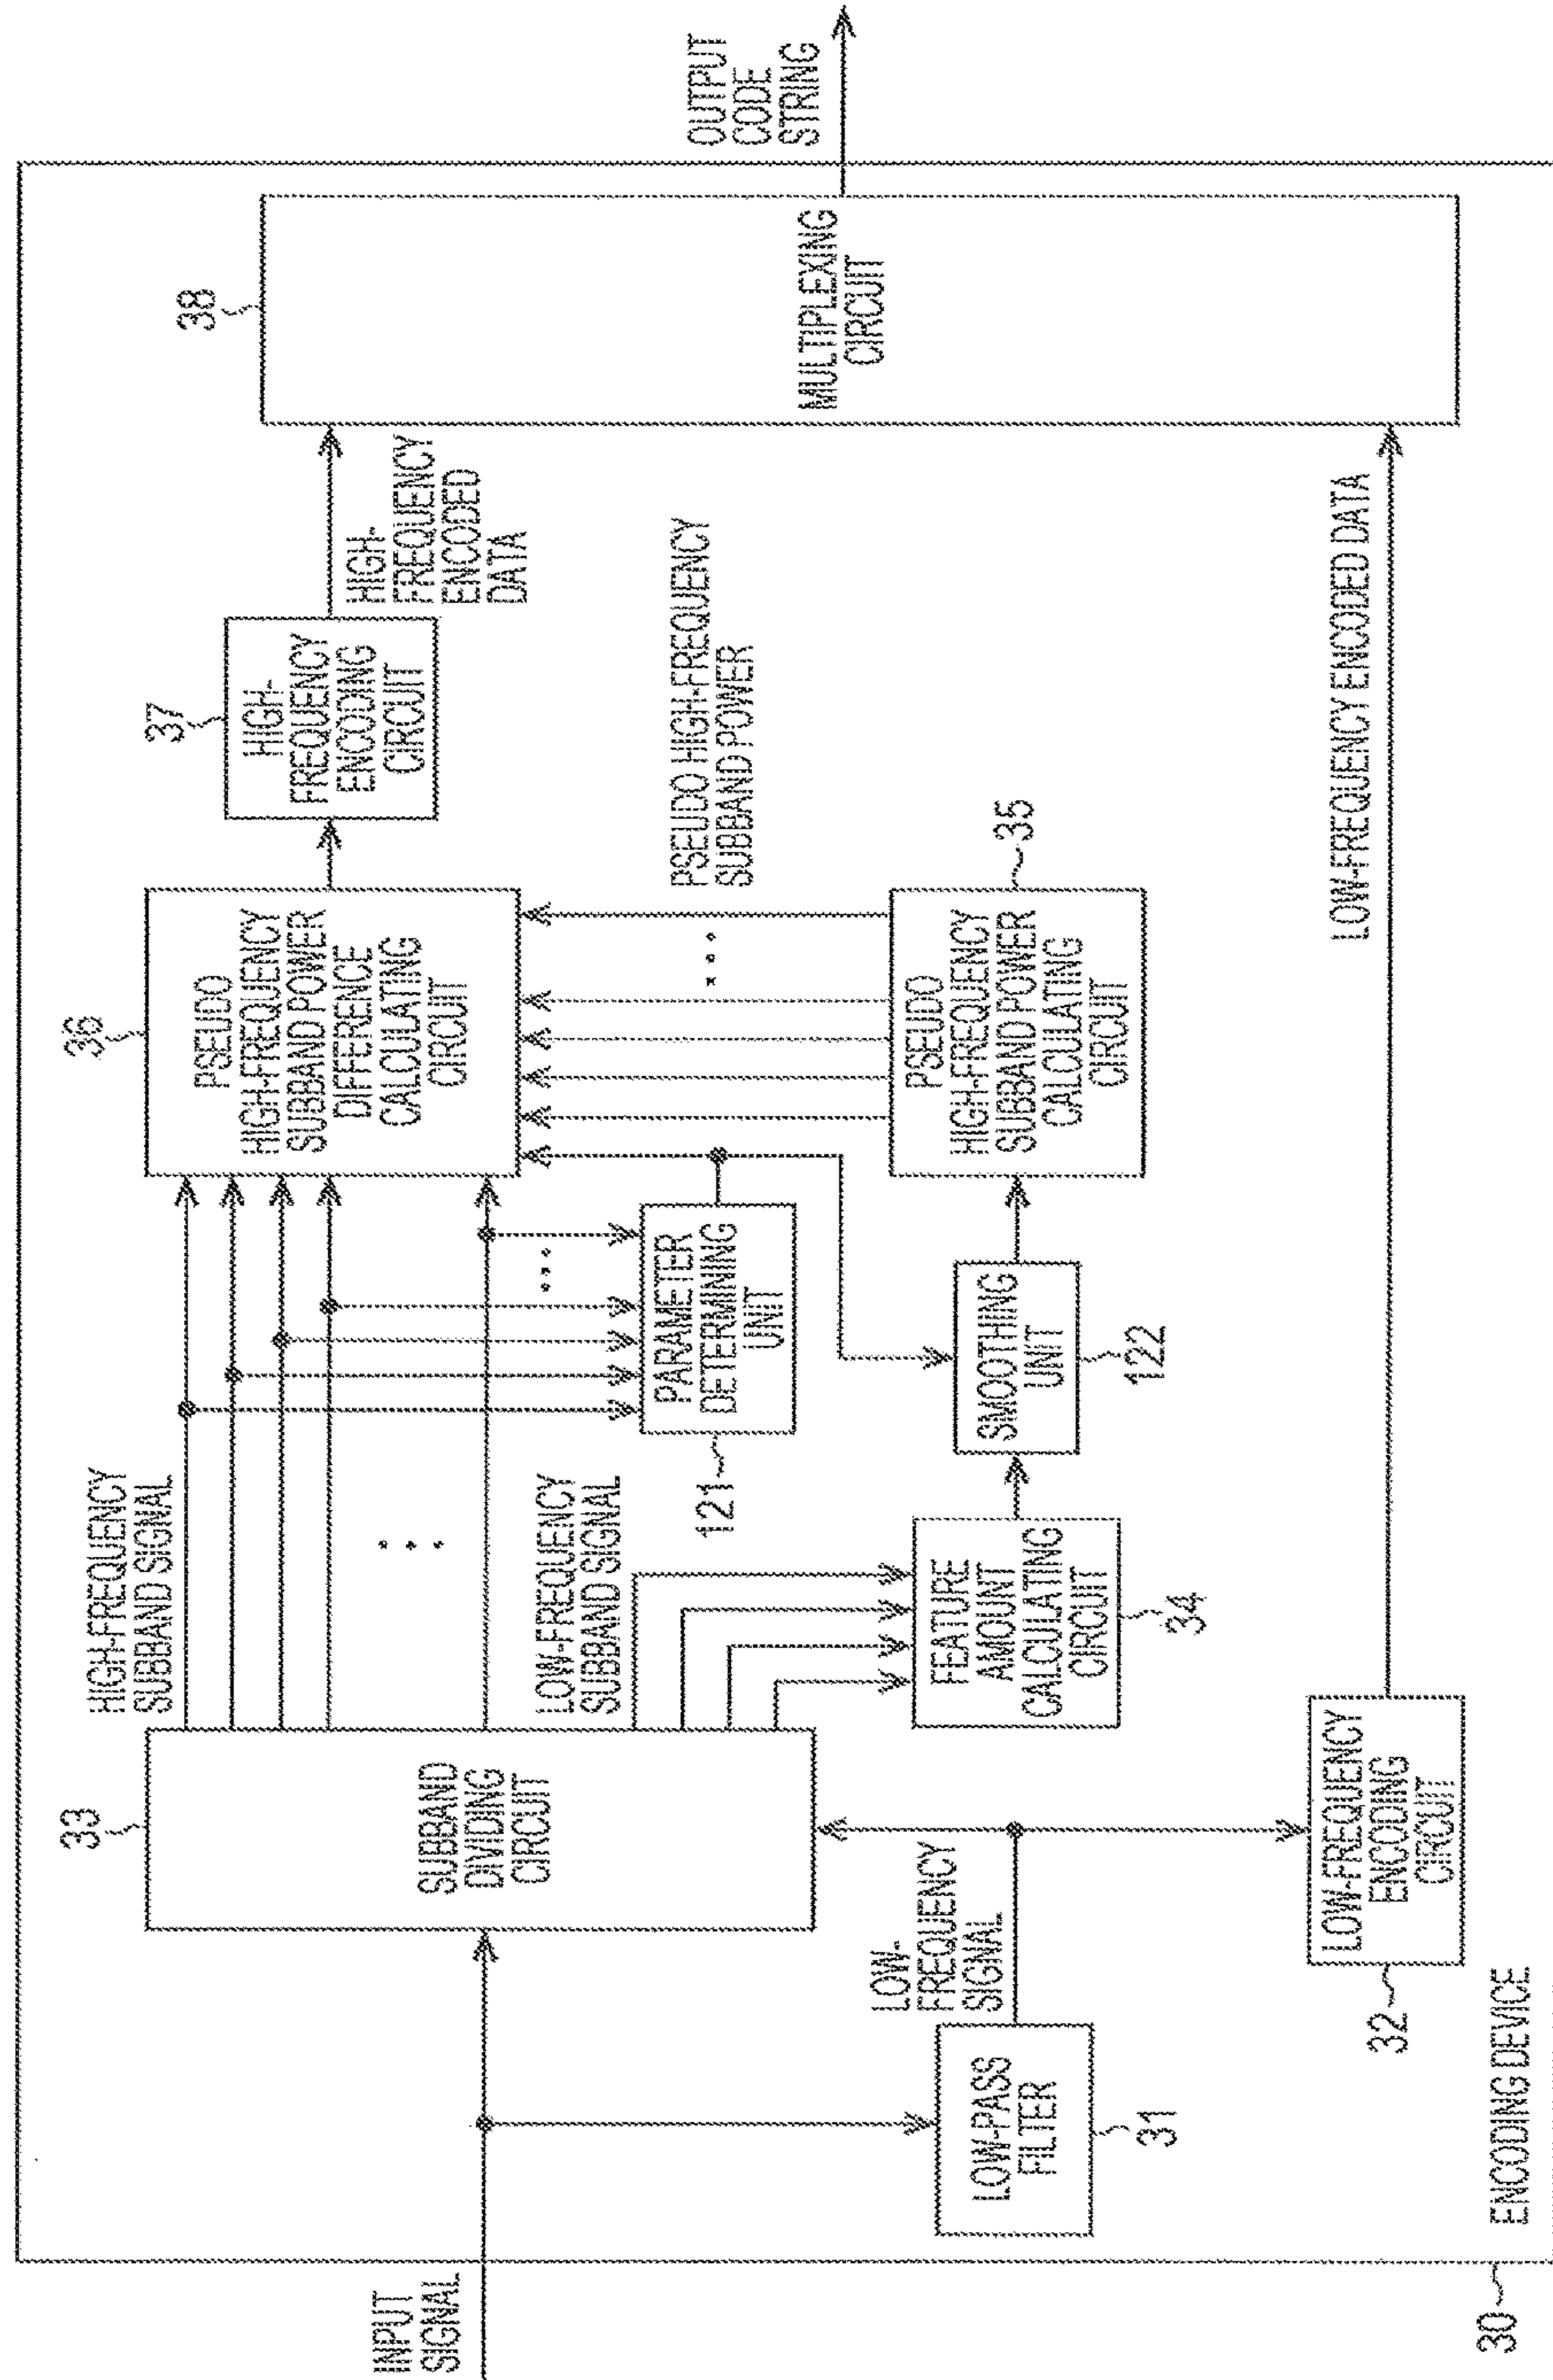 INPUT
SIGNAL
30
ENCODING DEVICE
LOW-PASS
FILTER
31
LOW-
FREQUENCY
SIGNAL
33
SUBBAND
DIVIDING
CIRCUIT
32
LOW-FREQUENCY
ENCODING
CIRCUIT
HIGH-FREQUENCY
SUBBAND SIGNAL
LOW-FREQUENCY
SUBBAND SIGNAL
FEATURE
AMOUNT
CALCULATING
CIRCUIT
34
121
PARAMETER
DETERMINING
UNIT
SMOOTHING
UNIT
122
36
PSEUDO
HIGH-FREQUENCY
SUBBAND POWER
DIFFERENCE
CALCULATING
CIRCUIT
PSEUDO
HIGH-FREQUENCY
SUBBAND POWER
CALCULATING
CIRCUIT
35
PSEUDO HIGH-FREQUENCY
SUBBAND POWER
37
HIGH-
FREQUENCY
ENCODING
CIRCUIT
HIGH-
FREQUENCY
ENCODED
DATA
LOW-FREQUENCY ENCODED DATA
38
MULTIPLEXING
CIRCUIT
OUTPUT
CODE
STRING